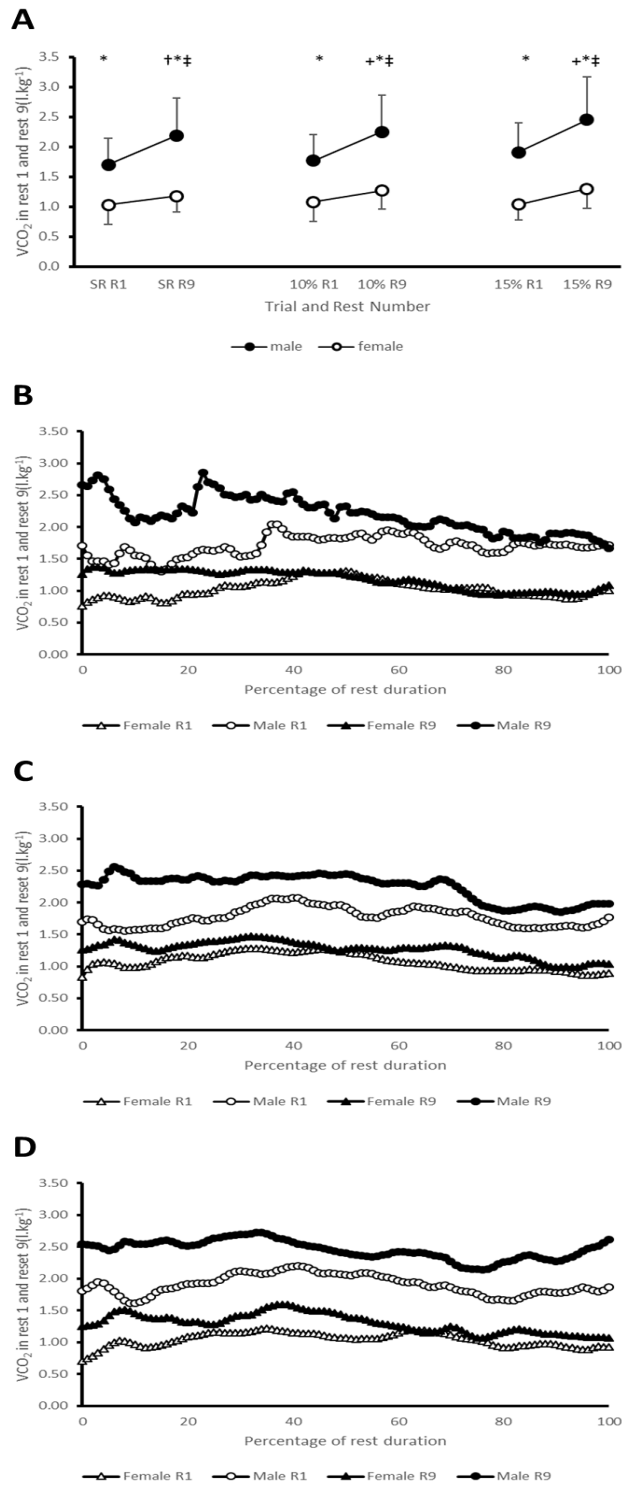 A
VCO₂ in rest 1 and rest 9(l.kg⁻¹)
3.5
3.0
2.5
2.0
1.5
1.0
0.5
0.0
* †*‡ * +*‡ * +*‡
SR R1 SR R9 10% R1 10% R9 15% R1 15% R9
Trial and Rest Number
male female
B
VCO₂ in rest 1 and reset 9(l.kg⁻¹)
3.50
3.00
2.50
2.00
1.50
1.00
0.50
0.00
0 20 40 60 80 100
Percentage of rest duration
Female R1 Male R1 Female R9 Male R9
C
VCO₂ in rest 1 and reset 9(l.kg⁻¹)
3.50
3.00
2.50
2.00
1.50
1.00
0.50
0.00
0 20 40 60 80 100
Percentage of rest duration
Female R1 Male R1 Female R9 Male R9
D
VCO₂ in rest 1 and reset 9(l.kg⁻¹)
3.50
3.00
2.50
2.00
1.50
1.00
0.50
0.00
0 20 40 60 80 100
Percentage of rest duration
Female R1 Male R1 Female R9 Male R9